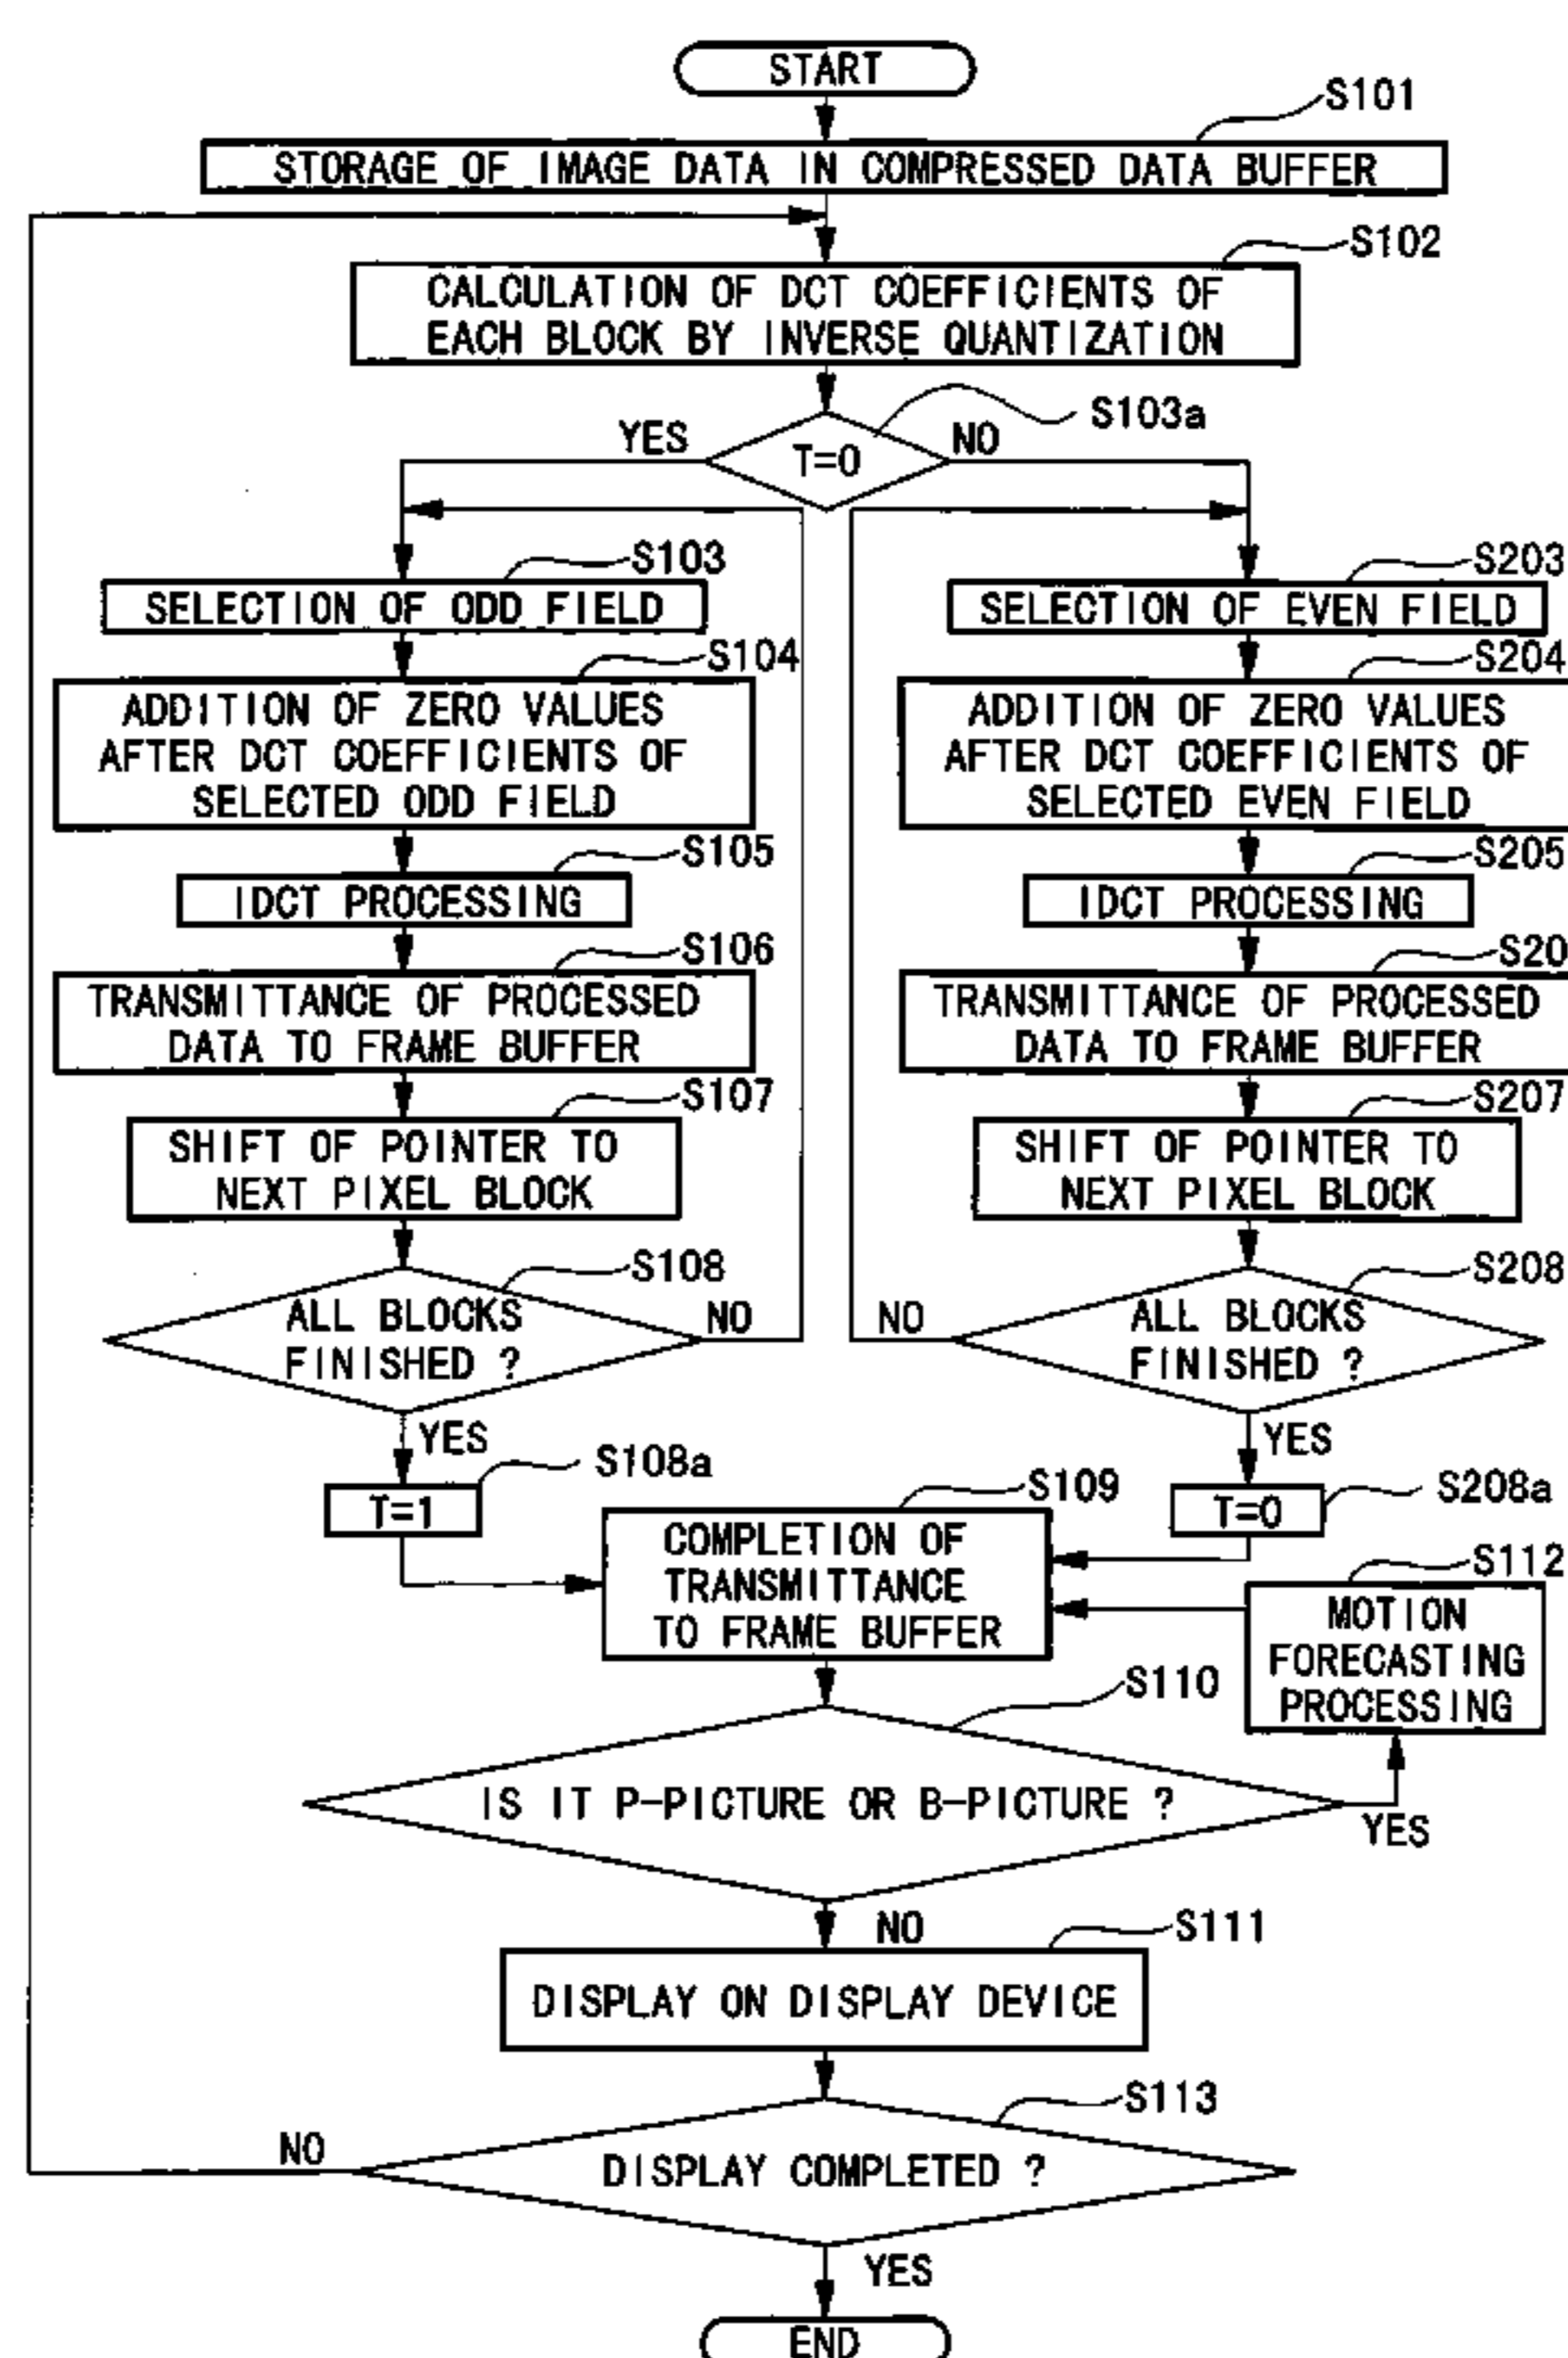 START
S101
STORAGE OF IMAGE DATA IN COMPRESSED DATA BUFFER
S102
CALCULATION OF DCT COEFFICIENTS OF
EACH BLOCK BY INVERSE QUANTIZATION
S103a
YES
T=0
NO
S103
SELECTION OF ODD FIELD
S104
ADDITION OF ZERO VALUES
AFTER DCT COEFFICIENTS OF
SELECTED ODD FIELD
S105
IDCT PROCESSING
S106
TRANSMITTANCE OF PROCESSED
DATA TO FRAME BUFFER
S107
SHIFT OF POINTER TO
NEXT PIXEL BLOCK
S108
ALL BLOCKS
FINISHED ?
NO
YES
S108a
T=1
S203
SELECTION OF EVEN FIELD
S204
ADDITION OF ZERO VALUES
AFTER DCT COEFFICIENTS OF
SELECTED EVEN FIELD
S205
IDCT PROCESSING
S20
TRANSMITTANCE OF PROCESSED
DATA TO FRAME BUFFER
S207
SHIFT OF POINTER TO
NEXT PIXEL BLOCK
S208
ALL BLOCKS
FINISHED ?
NO
YES
S208a
T=0
S109
COMPLETION OF
TRANSMITTANCE
TO FRAME BUFFER
S112
MOTION
FORECASTING
PROCESSING
S110
IS IT P-PICTURE OR B-PICTURE ?
YES
NO
S111
DISPLAY ON DISPLAY DEVICE
S113
DISPLAY COMPLETED ?
NO
YES
END